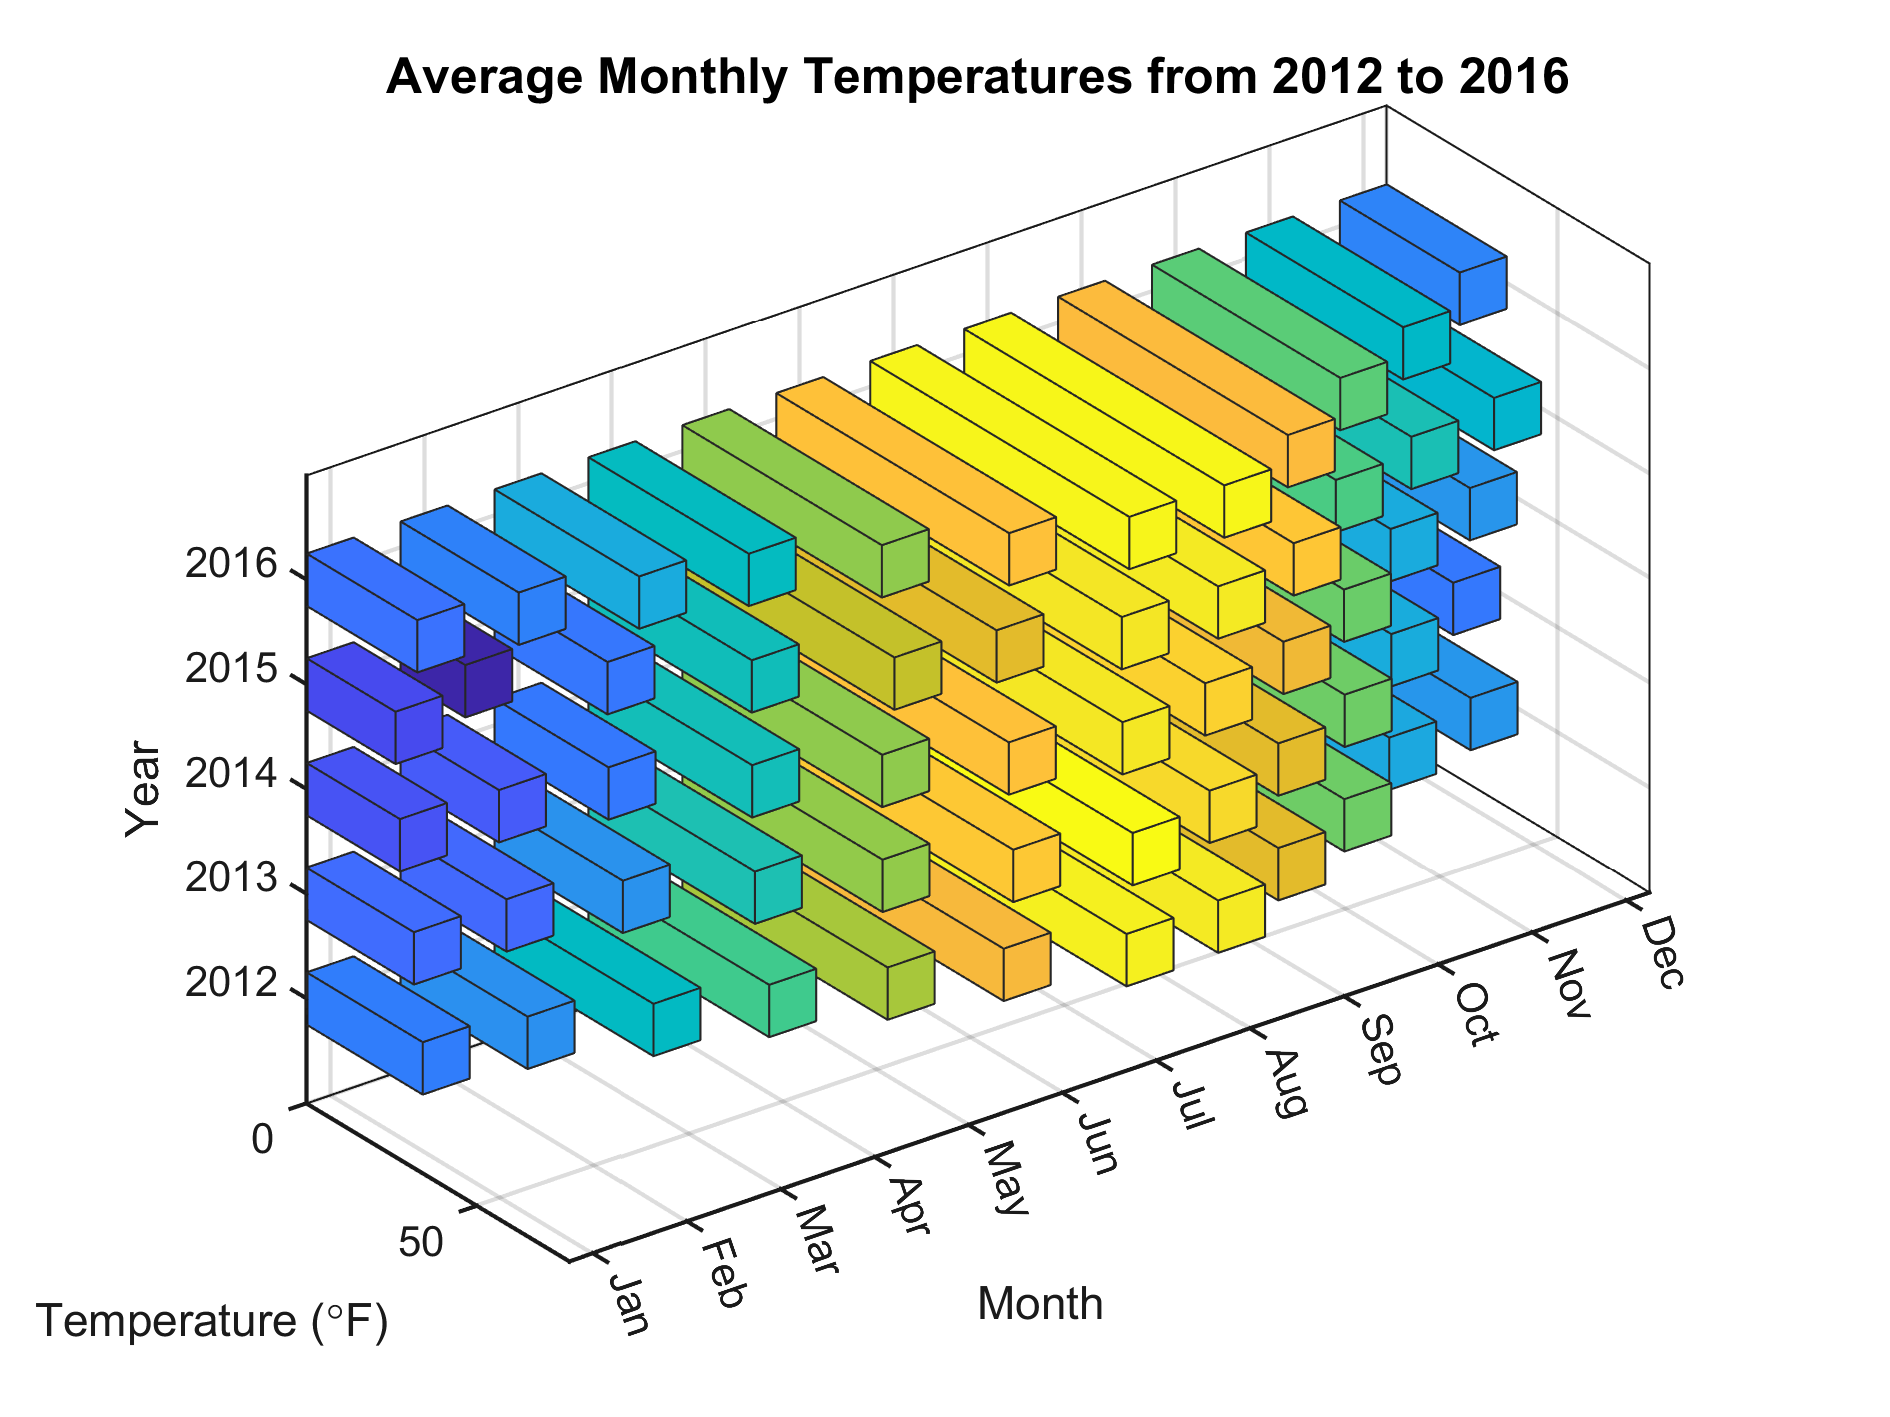 Average Monthly Temperatures from 2012 to 2016
2016
2015
2014
2013
2012
Year
0
50
Temperature (°F)
Jan
Feb
Mar
Apr
May
Jun
Jul
Aug
Sep
Oct
Nov
Dec
Month